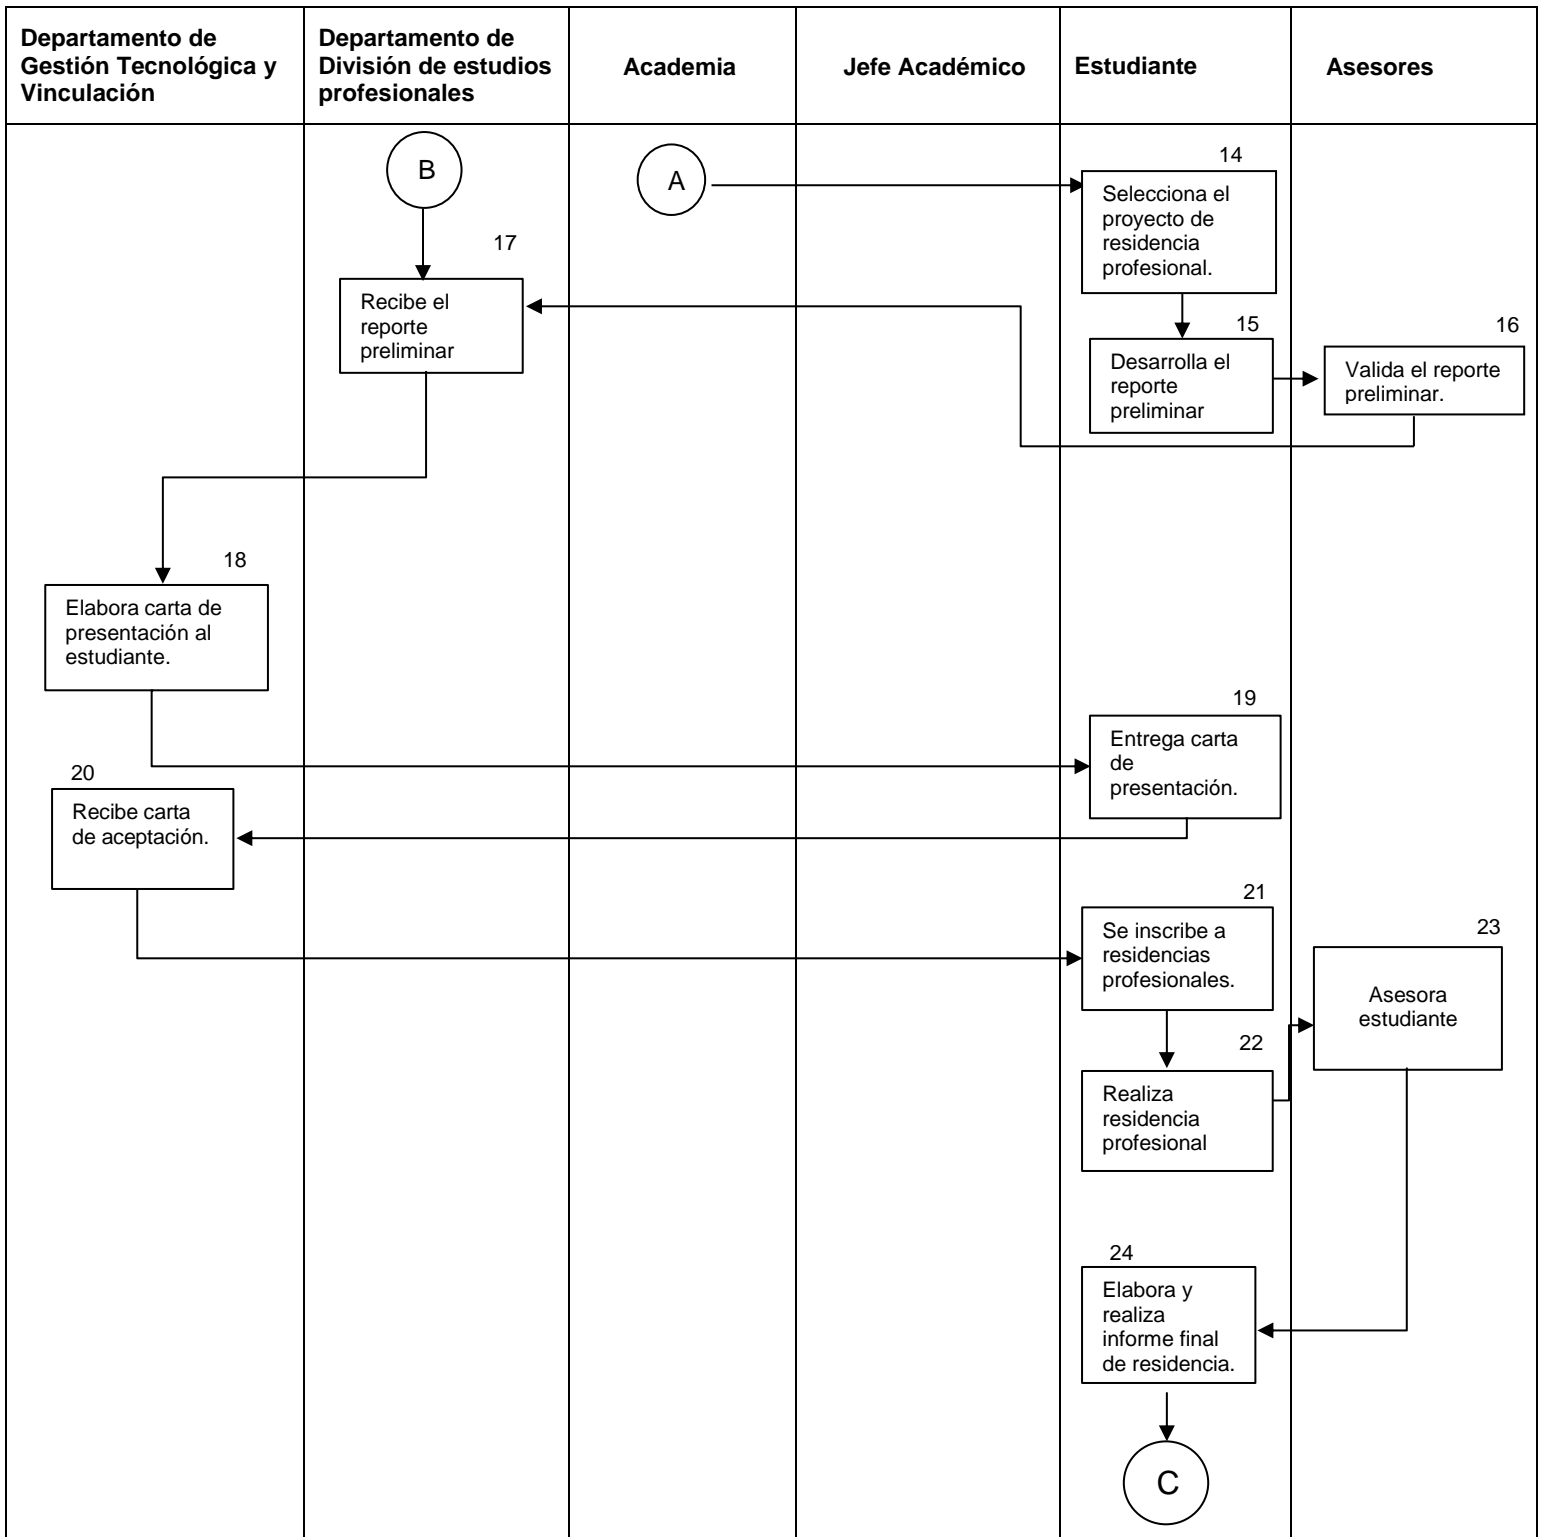 Departamento de
Gestión Tecnológica y
Vinculación
Departamento de
División de estudios
profesionales
Academia
Jefe Académico
Estudiante
Asesores
B
A
14
Selecciona el
proyecto de
residencia
profesional.
17
Recibe el
reporte
preliminar
15
Desarrolla el
reporte
preliminar
16
Valida el reporte
preliminar.
18
Elabora carta de
presentación al
estudiante.
19
Entrega carta
de
presentación.
20
Recibe carta
de aceptación.
21
Se inscribe a
residencias
profesionales.
23
Asesora
estudiante
22
Realiza
residencia
profesional
24
Elabora y
realiza
informe final
de residencia.
C